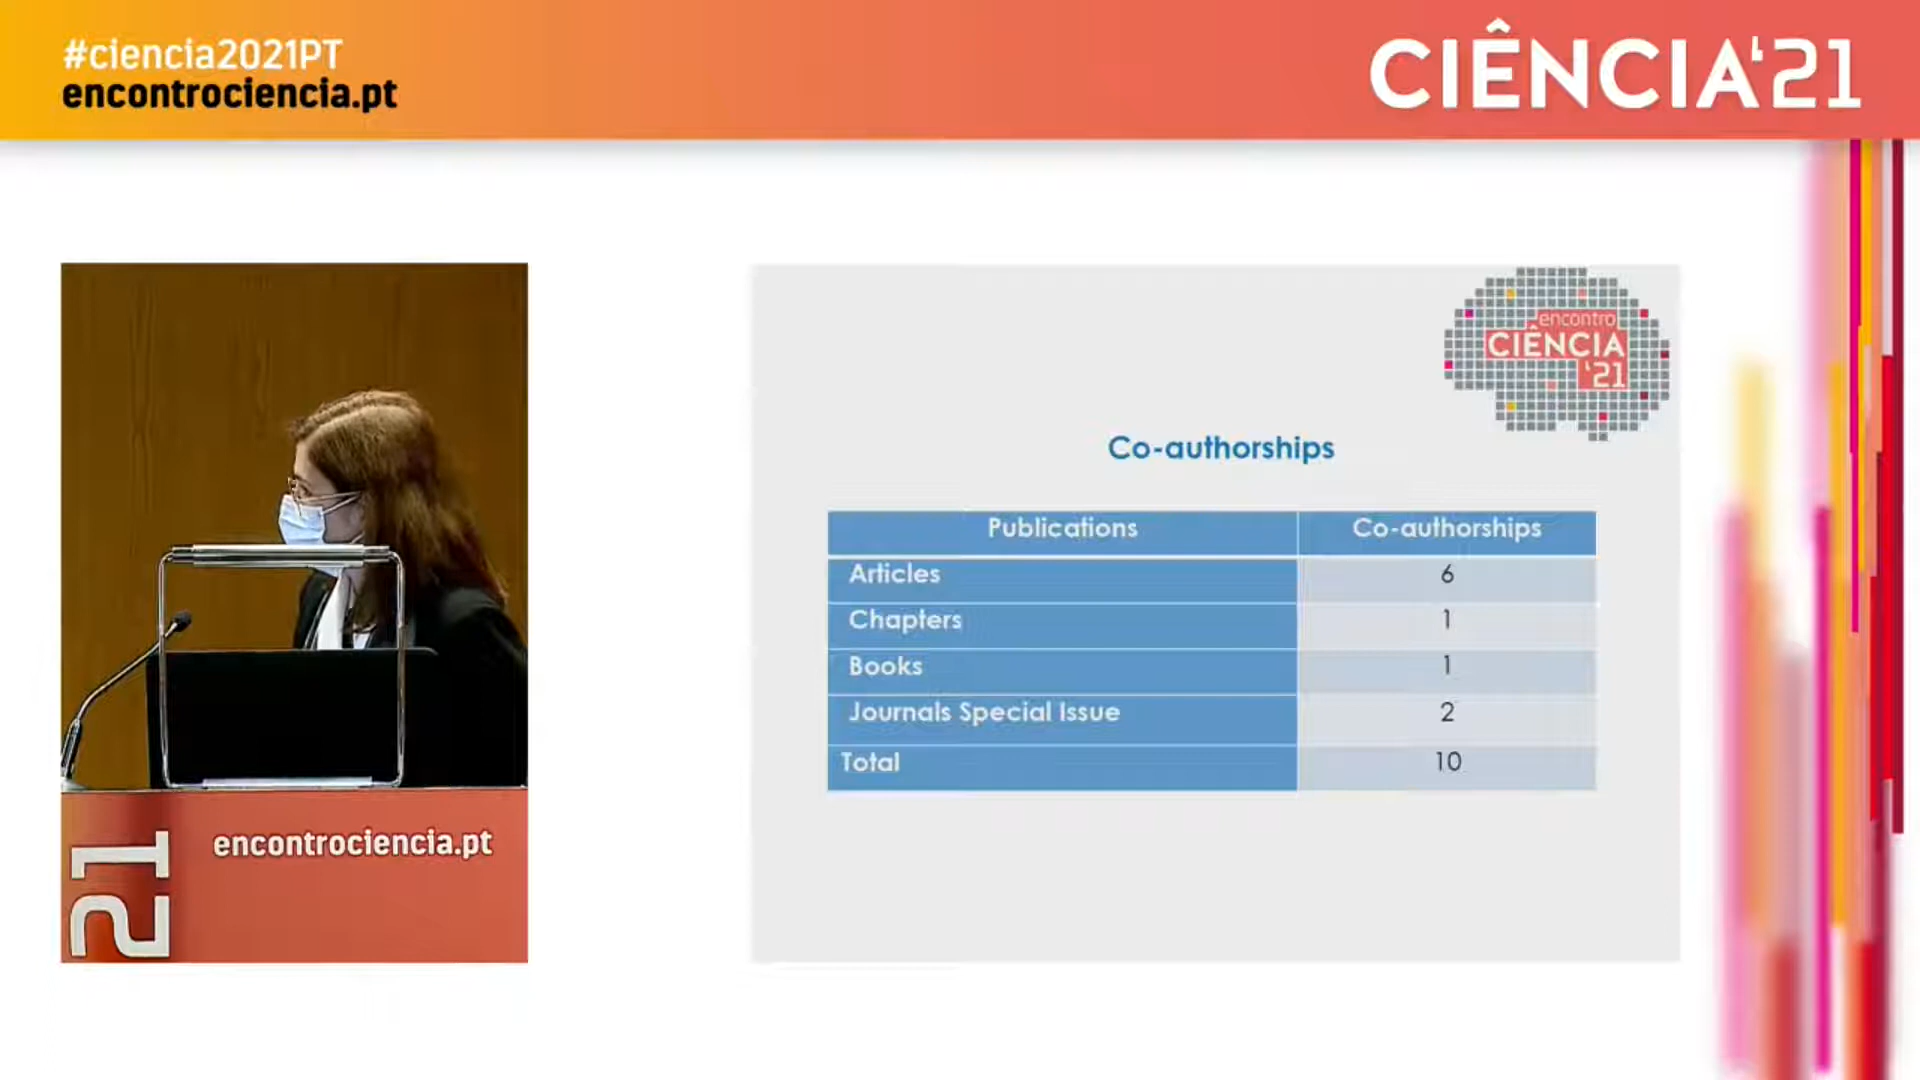 #ciencia2021PT
encontrociencia.pt
CIÊNCIA'21
encontro
CIÊNCIA
'21
Co-authorships
Publications Co-authorships
Articles 6
Chapters 1
Books 1
Journals Special Issue 2
Total 10
encontrociencia.pt
21